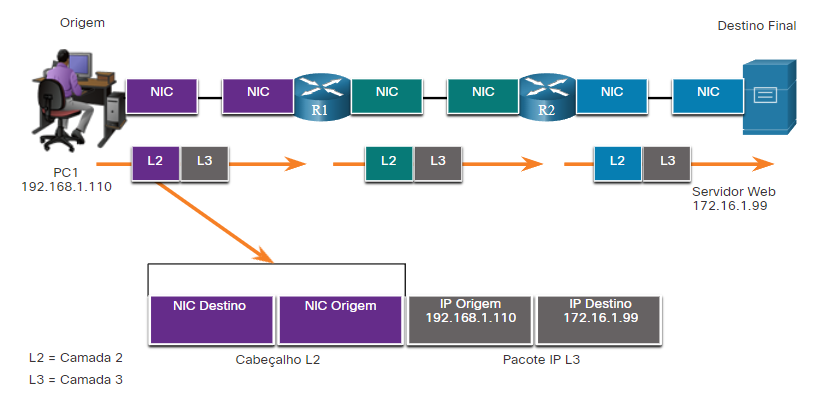 Origem
Destino Final
NIC
NIC
R1
NIC
NIC
R2
NIC
NIC
L2
L3
L2
L3
L2
L3
PC1
192.168.1.110
Servidor Web
172.16.1.99
NIC Destino
NIC Origem
IP Origem
192.168.1.110
IP Destino
172.16.1.99
Cabeçalho L2
Pacote IP L3
L2 = Camada 2
L3 = Camada 3